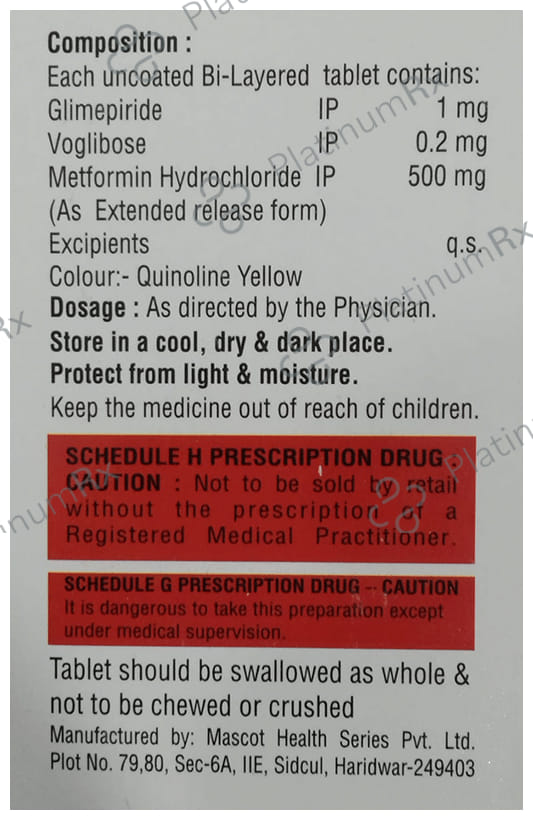 Composition :
Each uncoated Bi-Layered tablet contains:
Glimepiride IP 1 mg
Voglibose IP 0.2 mg
Metformin Hydrochloride IP 500 mg
(As Extended release form)
Excipients q.s.
Colour:- Quinoline Yellow
Dosage : As directed by the Physician.
Store in a cool, dry & dark place.
Protect from light & moisture.
Keep the medicine out of reach of children.
SCHEDULE H PRESCRIPTION DRUG
CAUTION : Not to be sold by retail
without the prescription of a
Registered Medical Practitioner.
SCHEDULE G PRESCRIPTION DRUG -- CAUTION
It is dangerous to take this preparation except
under medical supervision.
Tablet should be swallowed as whole &
not to be chewed or crushed
Manufactured by: Mascot Health Series Pvt. Ltd.
Plot No. 79,80, Sec-6A, IIE, Sidcul, Haridwar-249403
PlatinumRx
PlatinumRx